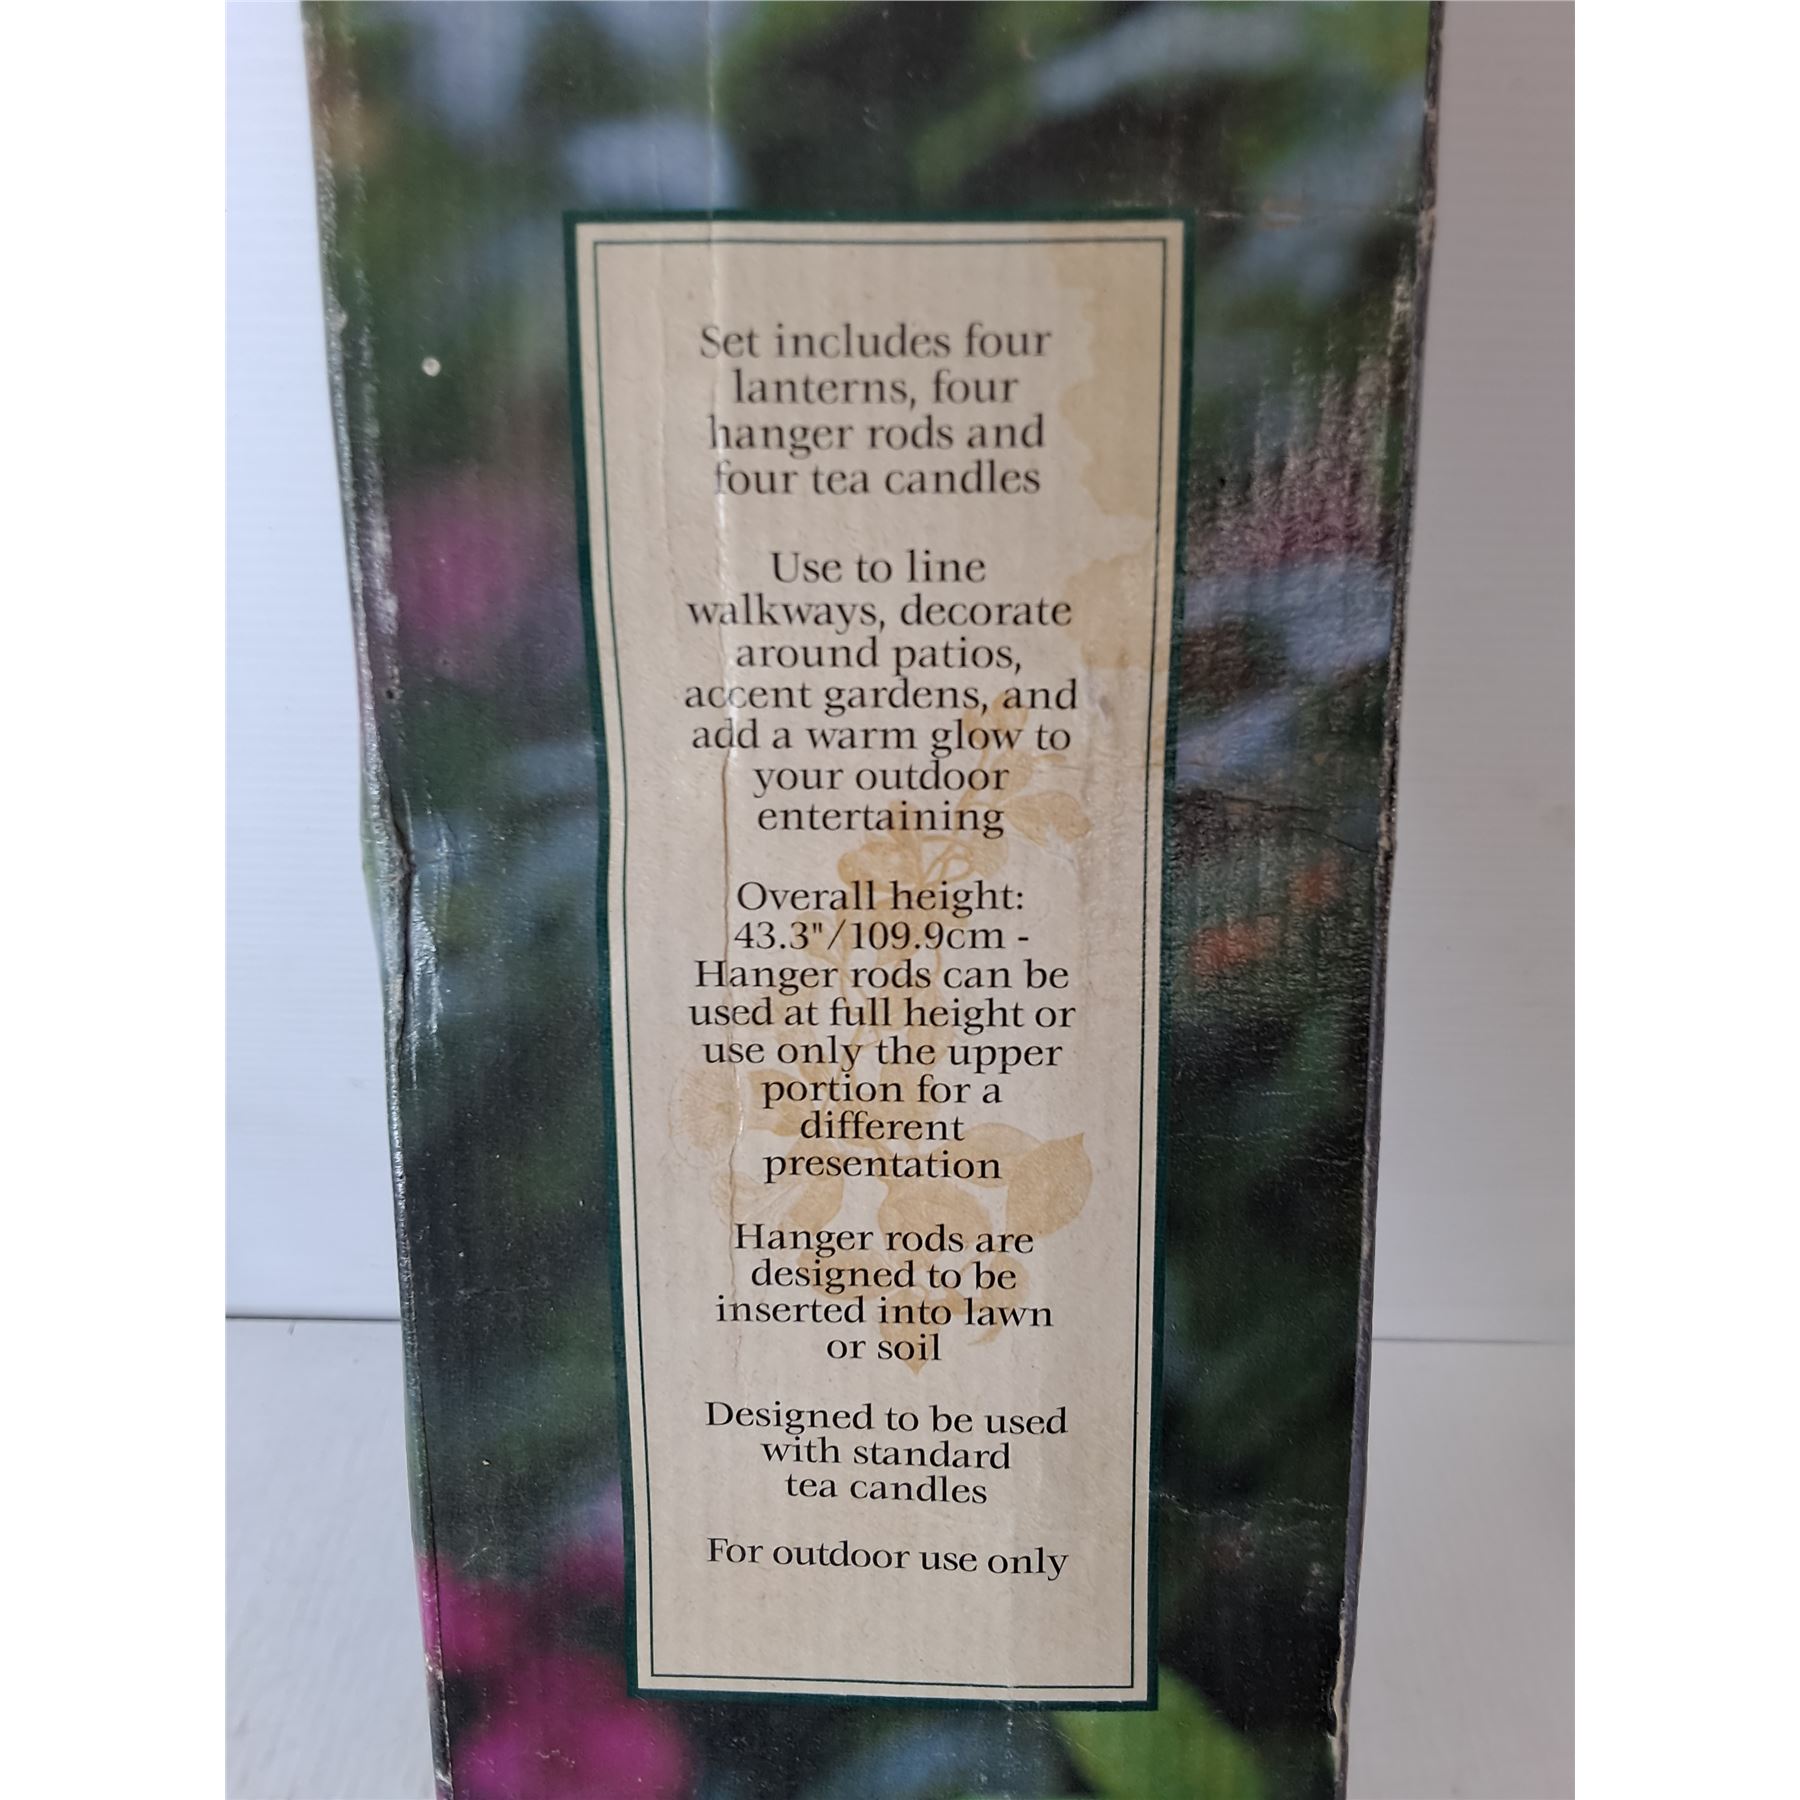 Set includes four
lanterns, four
hanger rods and
four tea candles
Use to line
walkways, decorate
around patios,
accent gardens, and
add a warm glow to
your outdoor
entertaining
Overall height:
43.3"/109.9cm -
Hanger rods can be
used at full height or
use only the upper
portion for a
different
presentation
Hanger rods are
designed to be
inserted into lawn
or soil
Designed to be used
with standard
tea candles
For outdoor use only